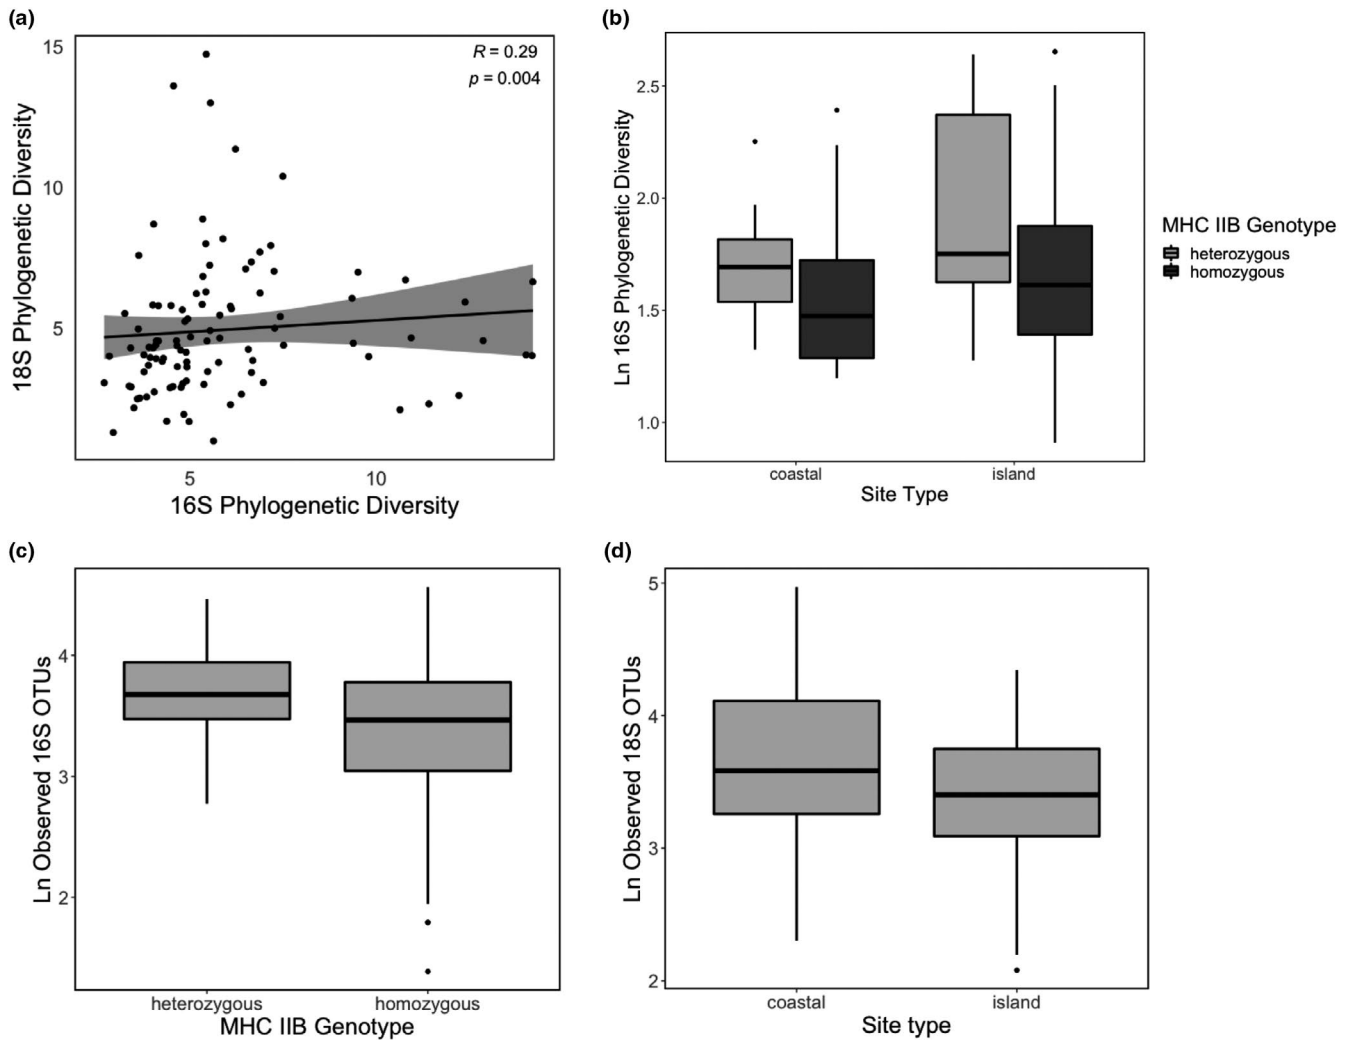 (a)
15
10
5
18S Phylogenetic Diversity
R = 0.29
p = 0.004
5
10
16S Phylogenetic Diversity
(b)
2.5
2.0
1.5
1.0
Ln 16S Phylogenetic Diversity
coastal
island
Site Type
MHC IIB Genotype
heterozygous
homozygous
(c)
4
3
2
Ln Observed 16S OTUs
heterozygous
homozygous
MHC IIB Genotype
(d)
5
4
3
2
Ln Observed 18S OTUs
coastal
island
Site type